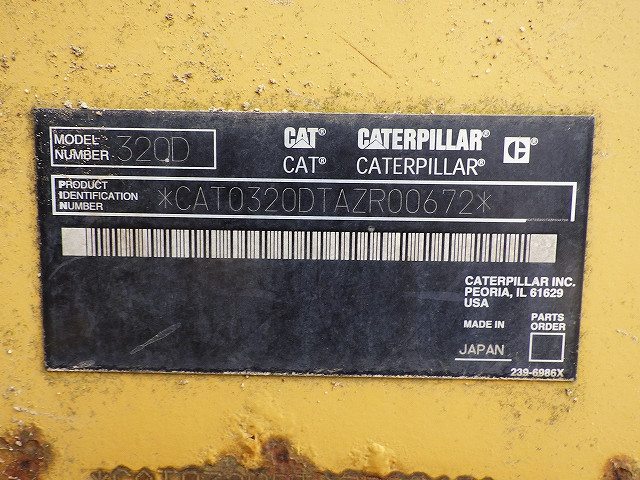 MODEL
NUMBER 320D
CAT® CATERPILLAR® C®
CAT® CATERPILLAR®
PRODUCT
IDENTIFICATION
NUMBER *CAT0320DTAZR00672*
CATERPILLAR INC.
PEORIA, IL 61629
USA
MADE IN
PARTS
ORDER
JAPAN
239-6986X